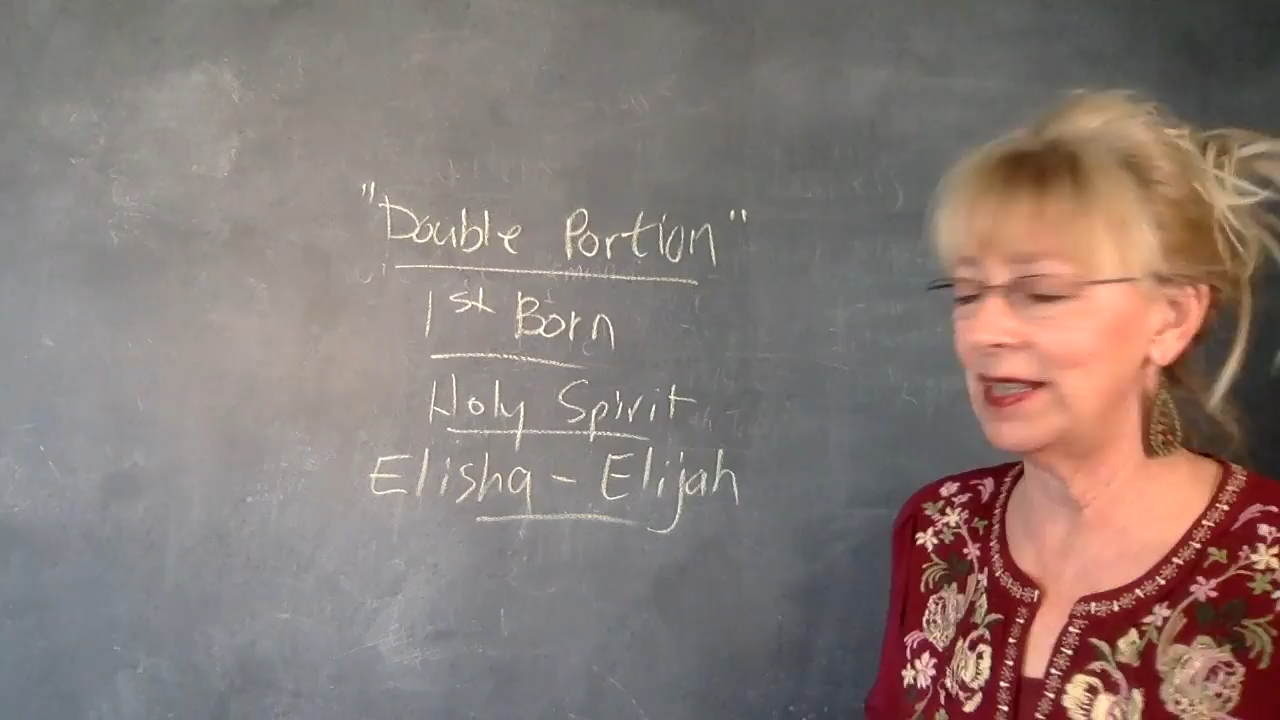 "Double Portion"
1st Born
Holy Spirit
Elisha - Elijah